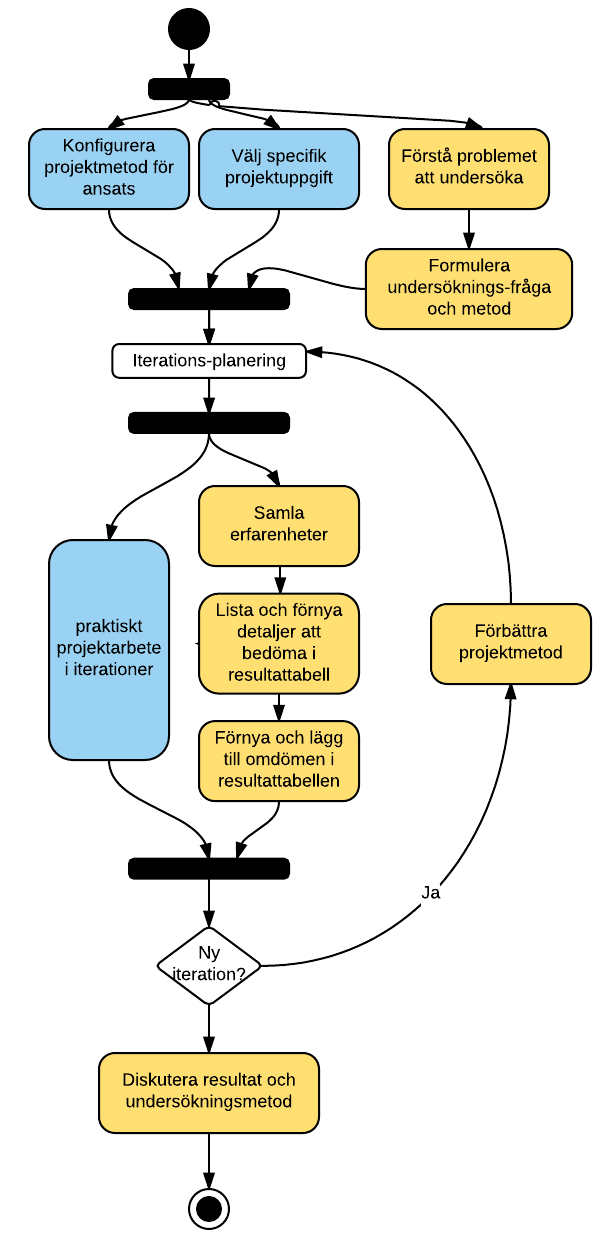 Konfigurera
projektmetod för
ansats
Välj specifik
projektuppgift
Förstå problemet
att undersöka
Formulera
undersöknings-fråga
och metod
Iterations-planering
Samla
erfarenheter
praktiskt
projektarbete
i iterationer
Lista och förnya
detaljer att
bedöma i
resultattabell
Förbättra
projektmetod
Förnya och lägg
till omdömen i
resultattabellen
Ja
Ny
iteration?
Diskutera resultat och
undersökningsmetod